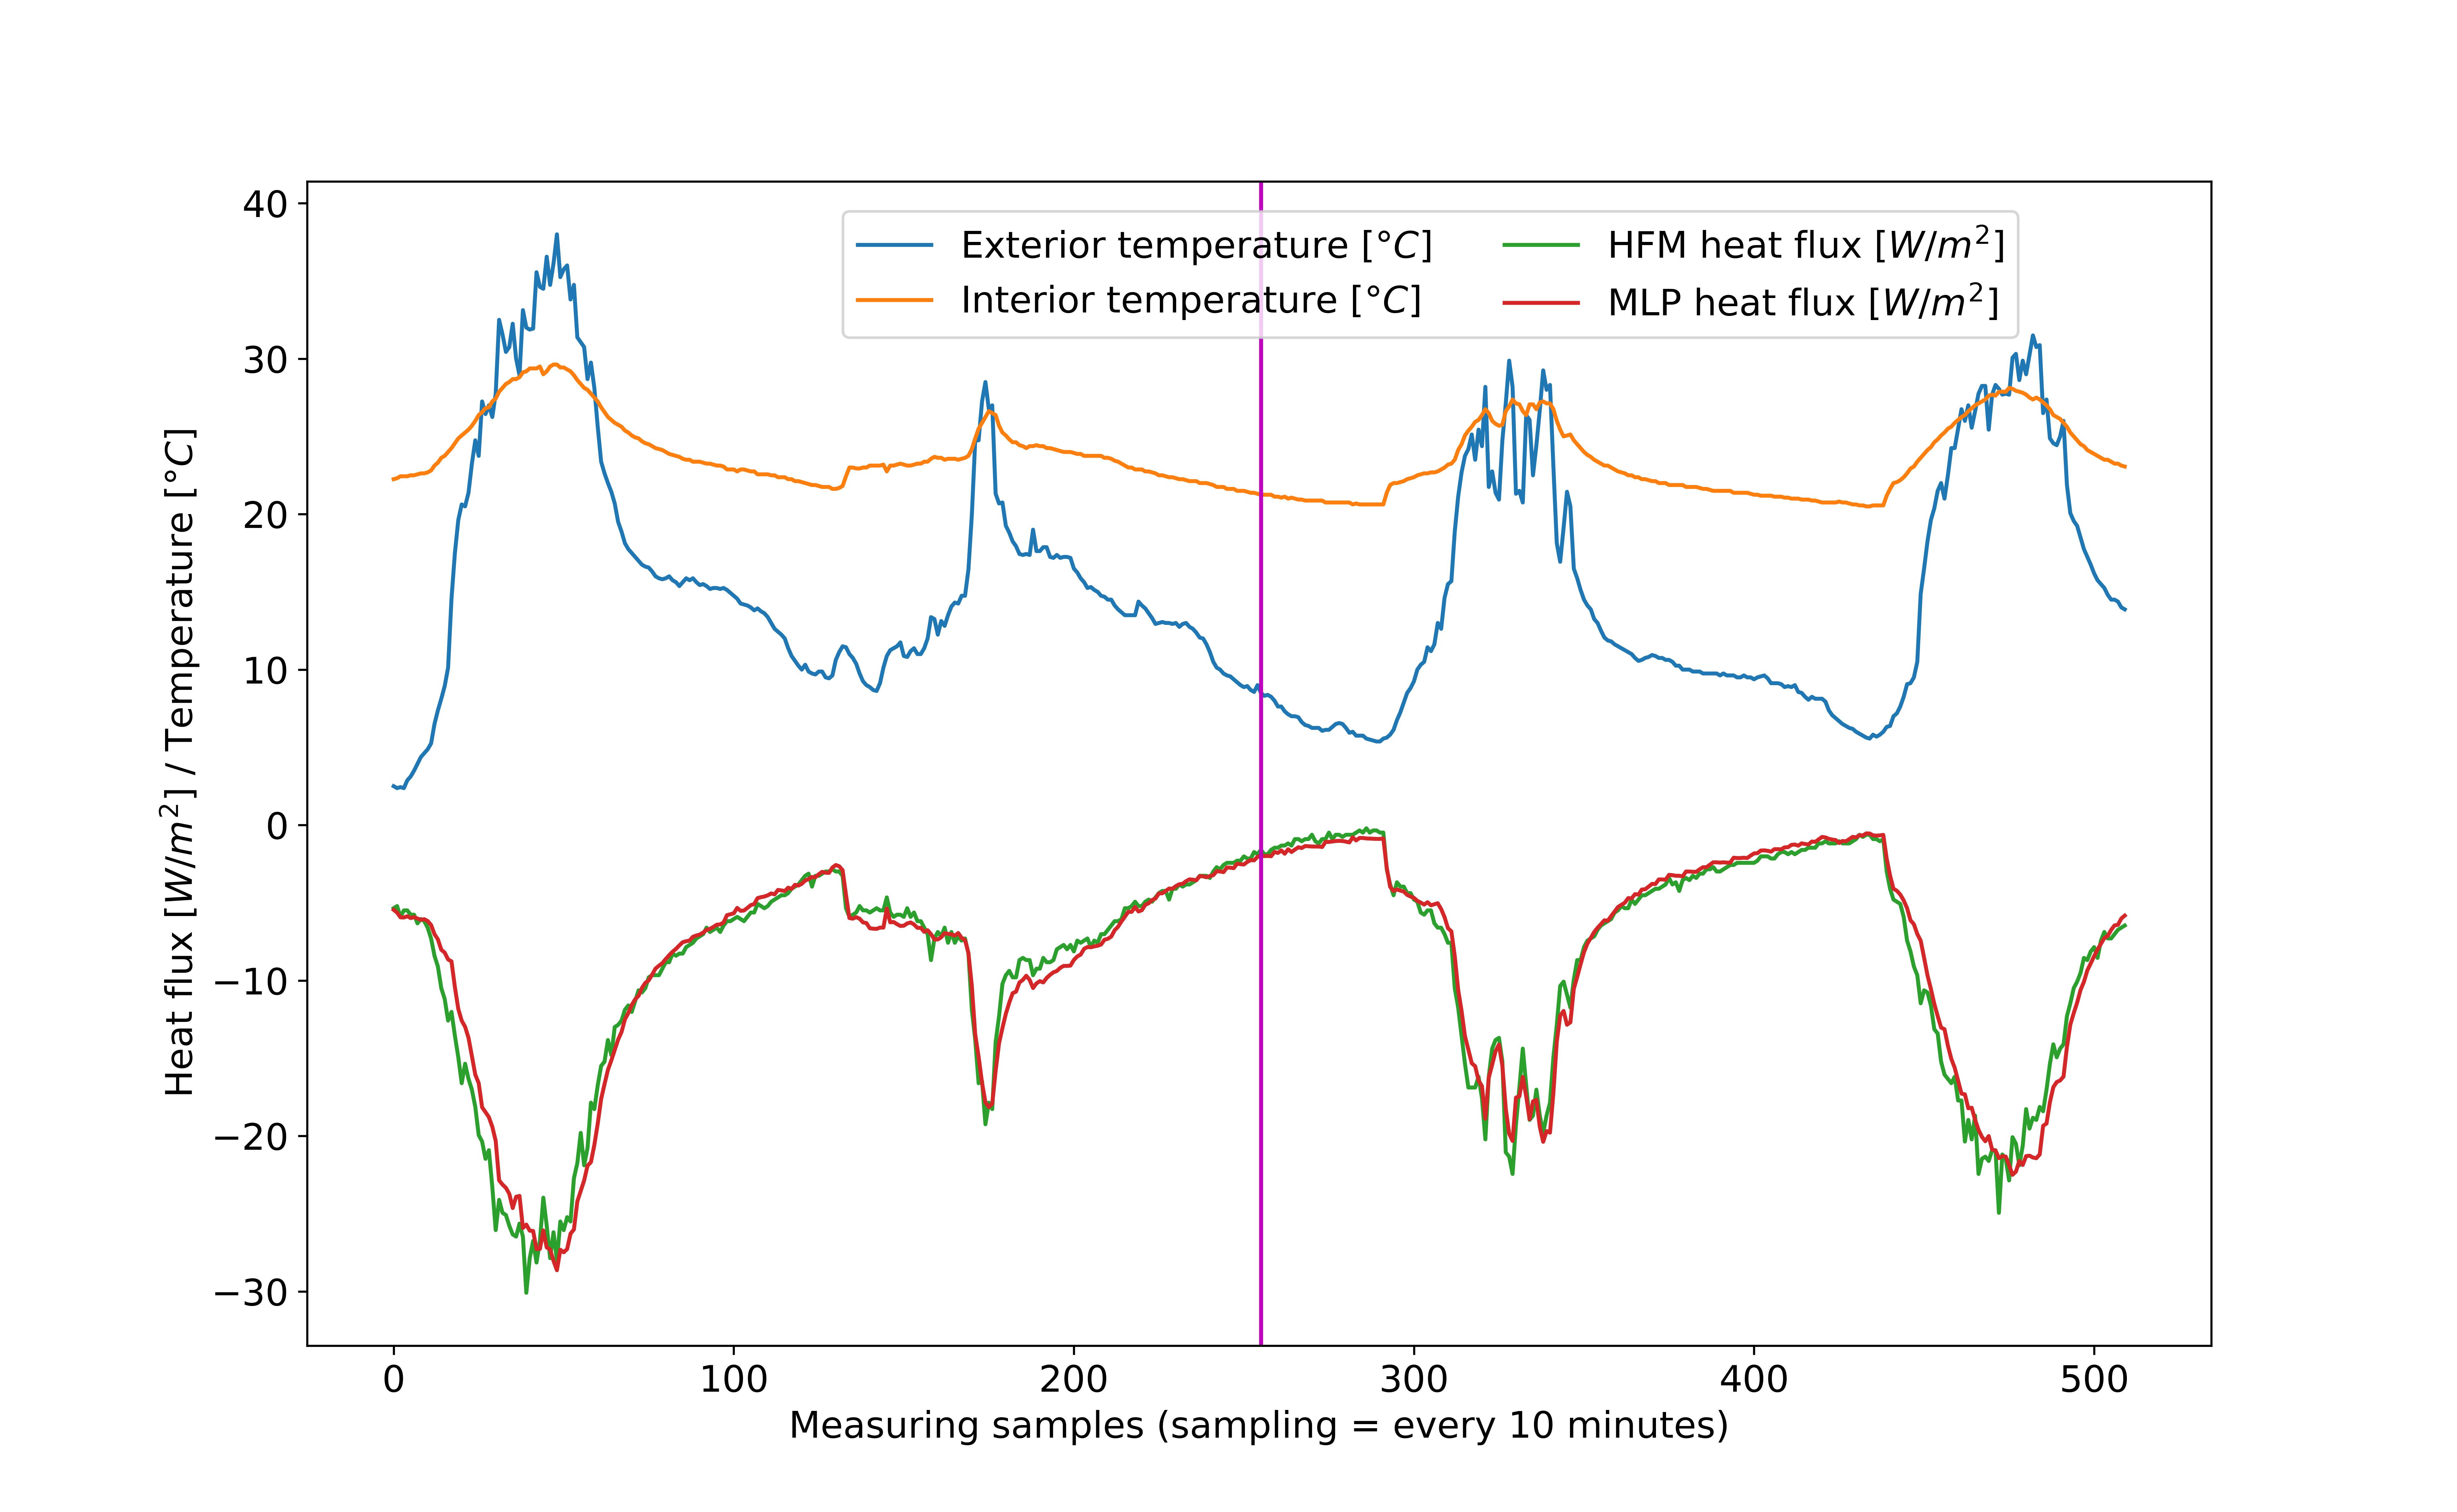 40
30
20
10
0
−10
−20
−30
Heat flux [W/m²] / Temperature [°C]
Exterior temperature [°C]
Interior temperature [°C]
HFM heat flux [W/m²]
MLP heat flux [W/m²]
0 100 200 300 400 500
Measuring samples (sampling = every 10 minutes)